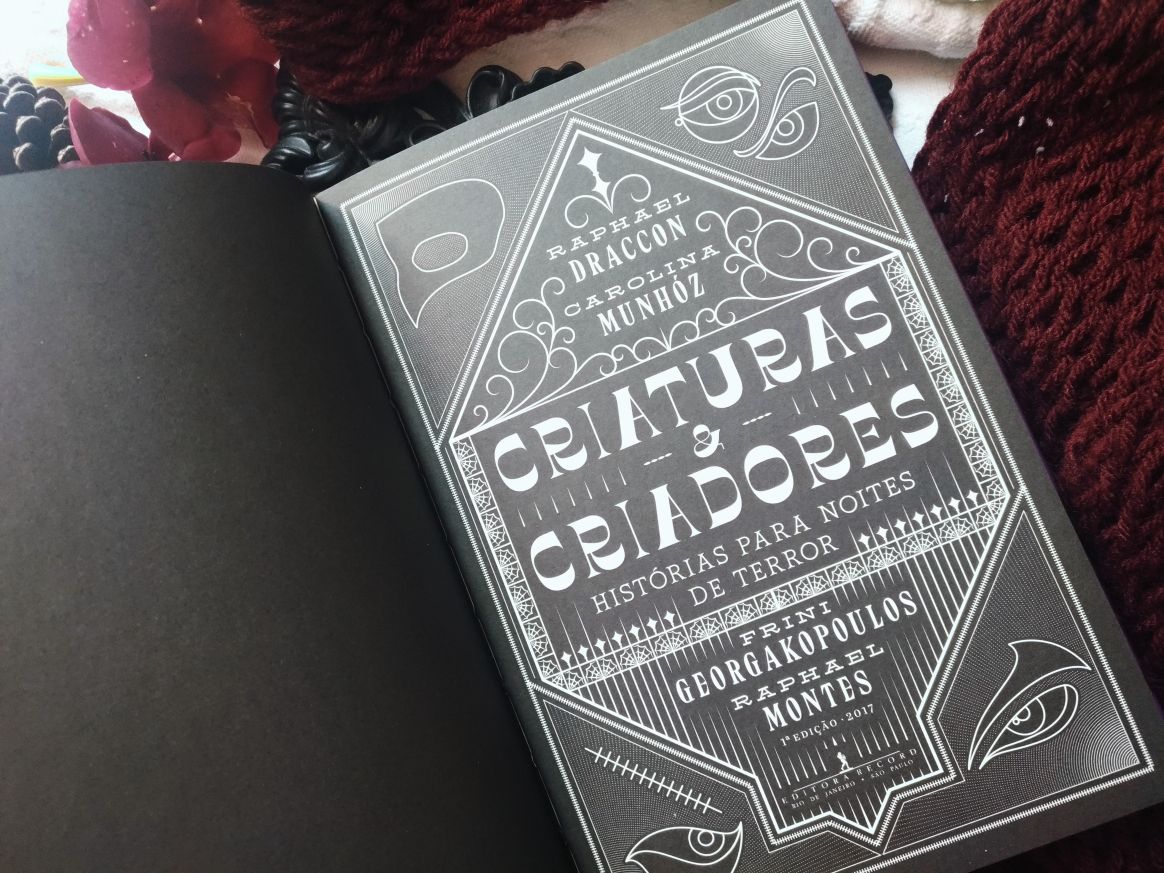 RAPHAEL
DRACCON
CAROLINA
MUNHÓZ
CRIATURAS
&
CRIADORES
HISTÓRIAS PARA NOITES
DE TERROR
FRINI
GEORGAKOPOULOS
RAPHAEL
MONTES
1ª EDIÇÃO · 2017
EDITORA RECORD
RIO DE JANEIRO • SÃO PAULO